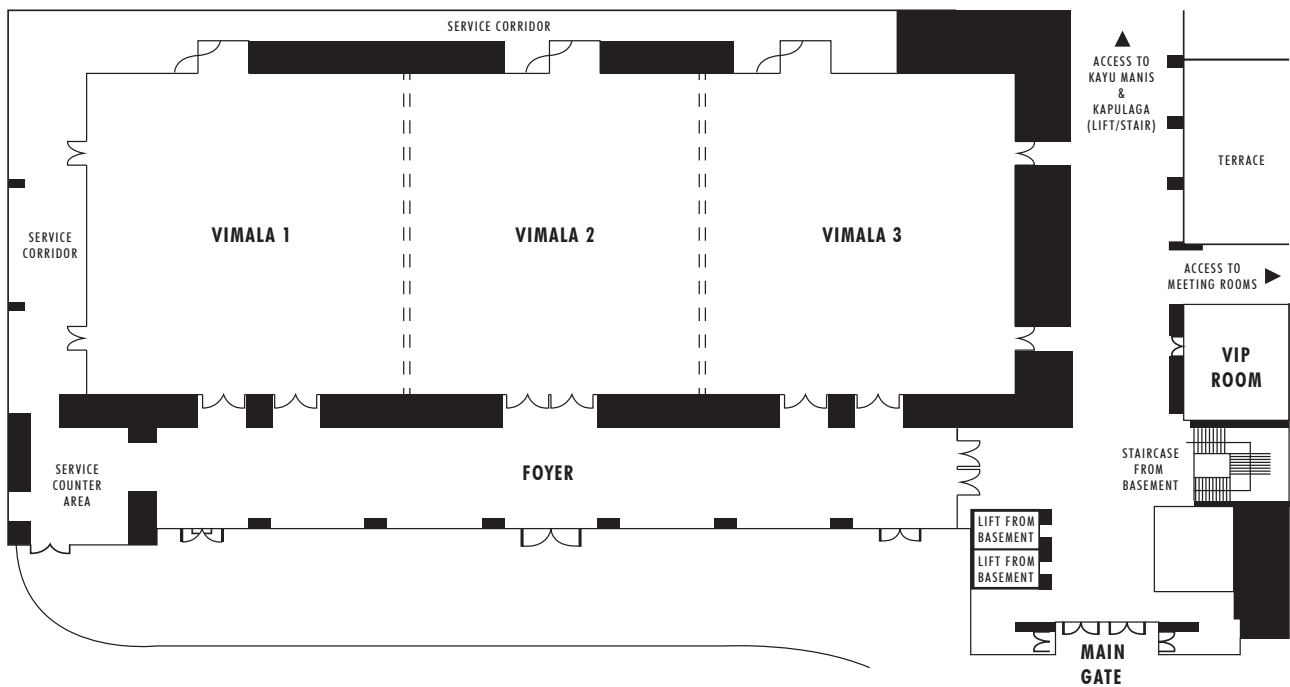 SERVICE CORRIDOR
ACCESS TO
KAYU MANIS
&
KAPULAGA
(LIFT/STAIR)
TERRACE
VIMALA 1
VIMALA 2
VIMALA 3
SERVICE
CORRIDOR
ACCESS TO
MEETING ROOMS
VIP
ROOM
SERVICE
COUNTER
AREA
FOYER
STAIRCASE
FROM
BASEMENT
LIFT FROM
BASEMENT
LIFT FROM
BASEMENT
MAIN
GATE